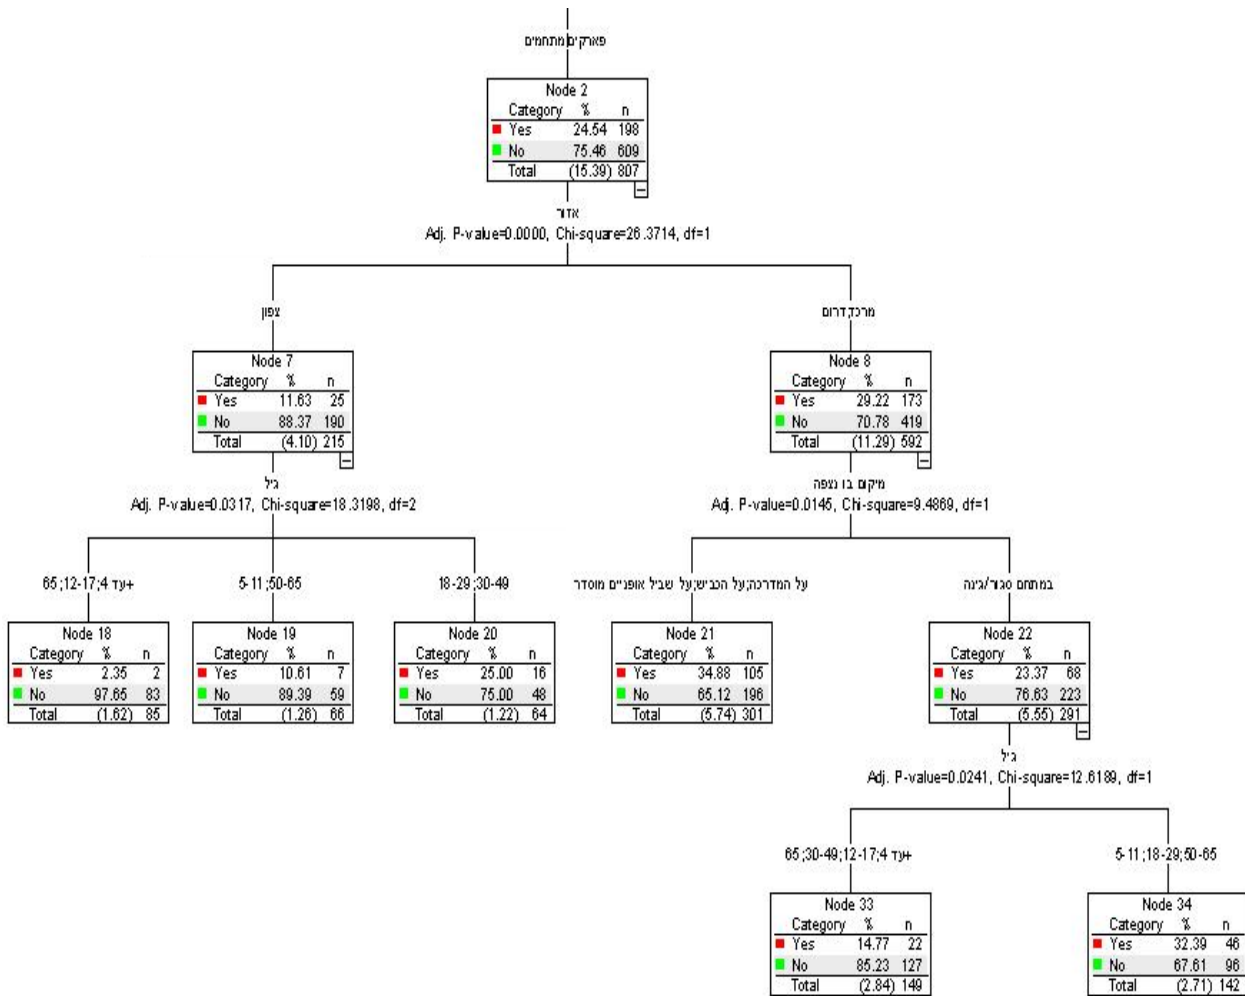 פארקים,מתחמים
Node 2
Category % n
Yes 24.54 198
No 75.46 609
Total (15.39) 807
אזור
Adj. P-value=0.0000, Chi-square=26.3714, df=1
צפון
מרכז,דרום
Node 7
Category % n
Yes 11.63 25
No 88.37 190
Total (4.10) 215
Node 8
Category % n
Yes 29.22 173
No 70.78 419
Total (11.29) 592
גיל
Adj. P-value=0.0317, Chi-square=18.3198, df=2
מיקום בו נצפה
Adj. P-value=0.0145, Chi-square=9.4869, df=1
65;12-17;4 עד+
5-11;50-65
18-29;30-49
על המדרכה;על הכביש;על שביל אופניים מוסדר
במתחם סגור/גינה
Node 18
Category % n
Yes 2.35 2
No 97.65 83
Total (1.62) 85
Node 19
Category % n
Yes 10.61 7
No 89.39 59
Total (1.26) 66
Node 20
Category % n
Yes 25.00 16
No 75.00 48
Total (1.22) 64
Node 21
Category % n
Yes 34.88 105
No 65.12 196
Total (5.74) 301
Node 22
Category % n
Yes 23.37 68
No 76.63 223
Total (5.55) 291
גיל
Adj. P-value=0.0241, Chi-square=12.6189, df=1
65;30-49;12-17;4 עד+
5-11;18-29;50-65
Node 33
Category % n
Yes 14.77 22
No 85.23 127
Total (2.84) 149
Node 34
Category % n
Yes 32.39 46
No 67.61 96
Total (2.71) 142